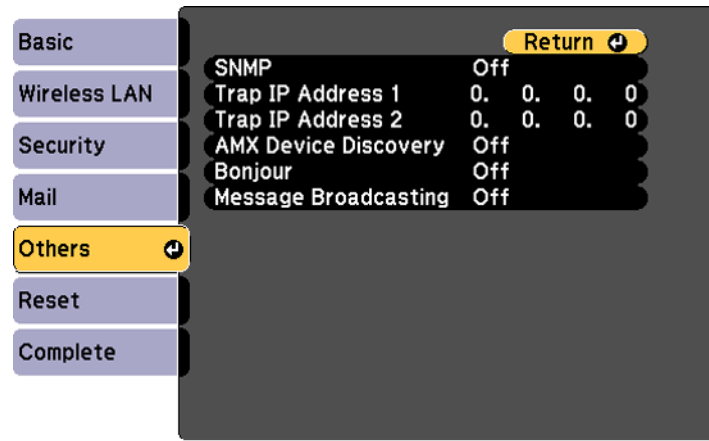 Basic
Wireless LAN
Security
Mail
Others
Reset
Complete
Return
SNMP Off
Trap IP Address 1 0. 0. 0. 0
Trap IP Address 2 0. 0. 0. 0
AMX Device Discovery Off
Bonjour Off
Message Broadcasting Off